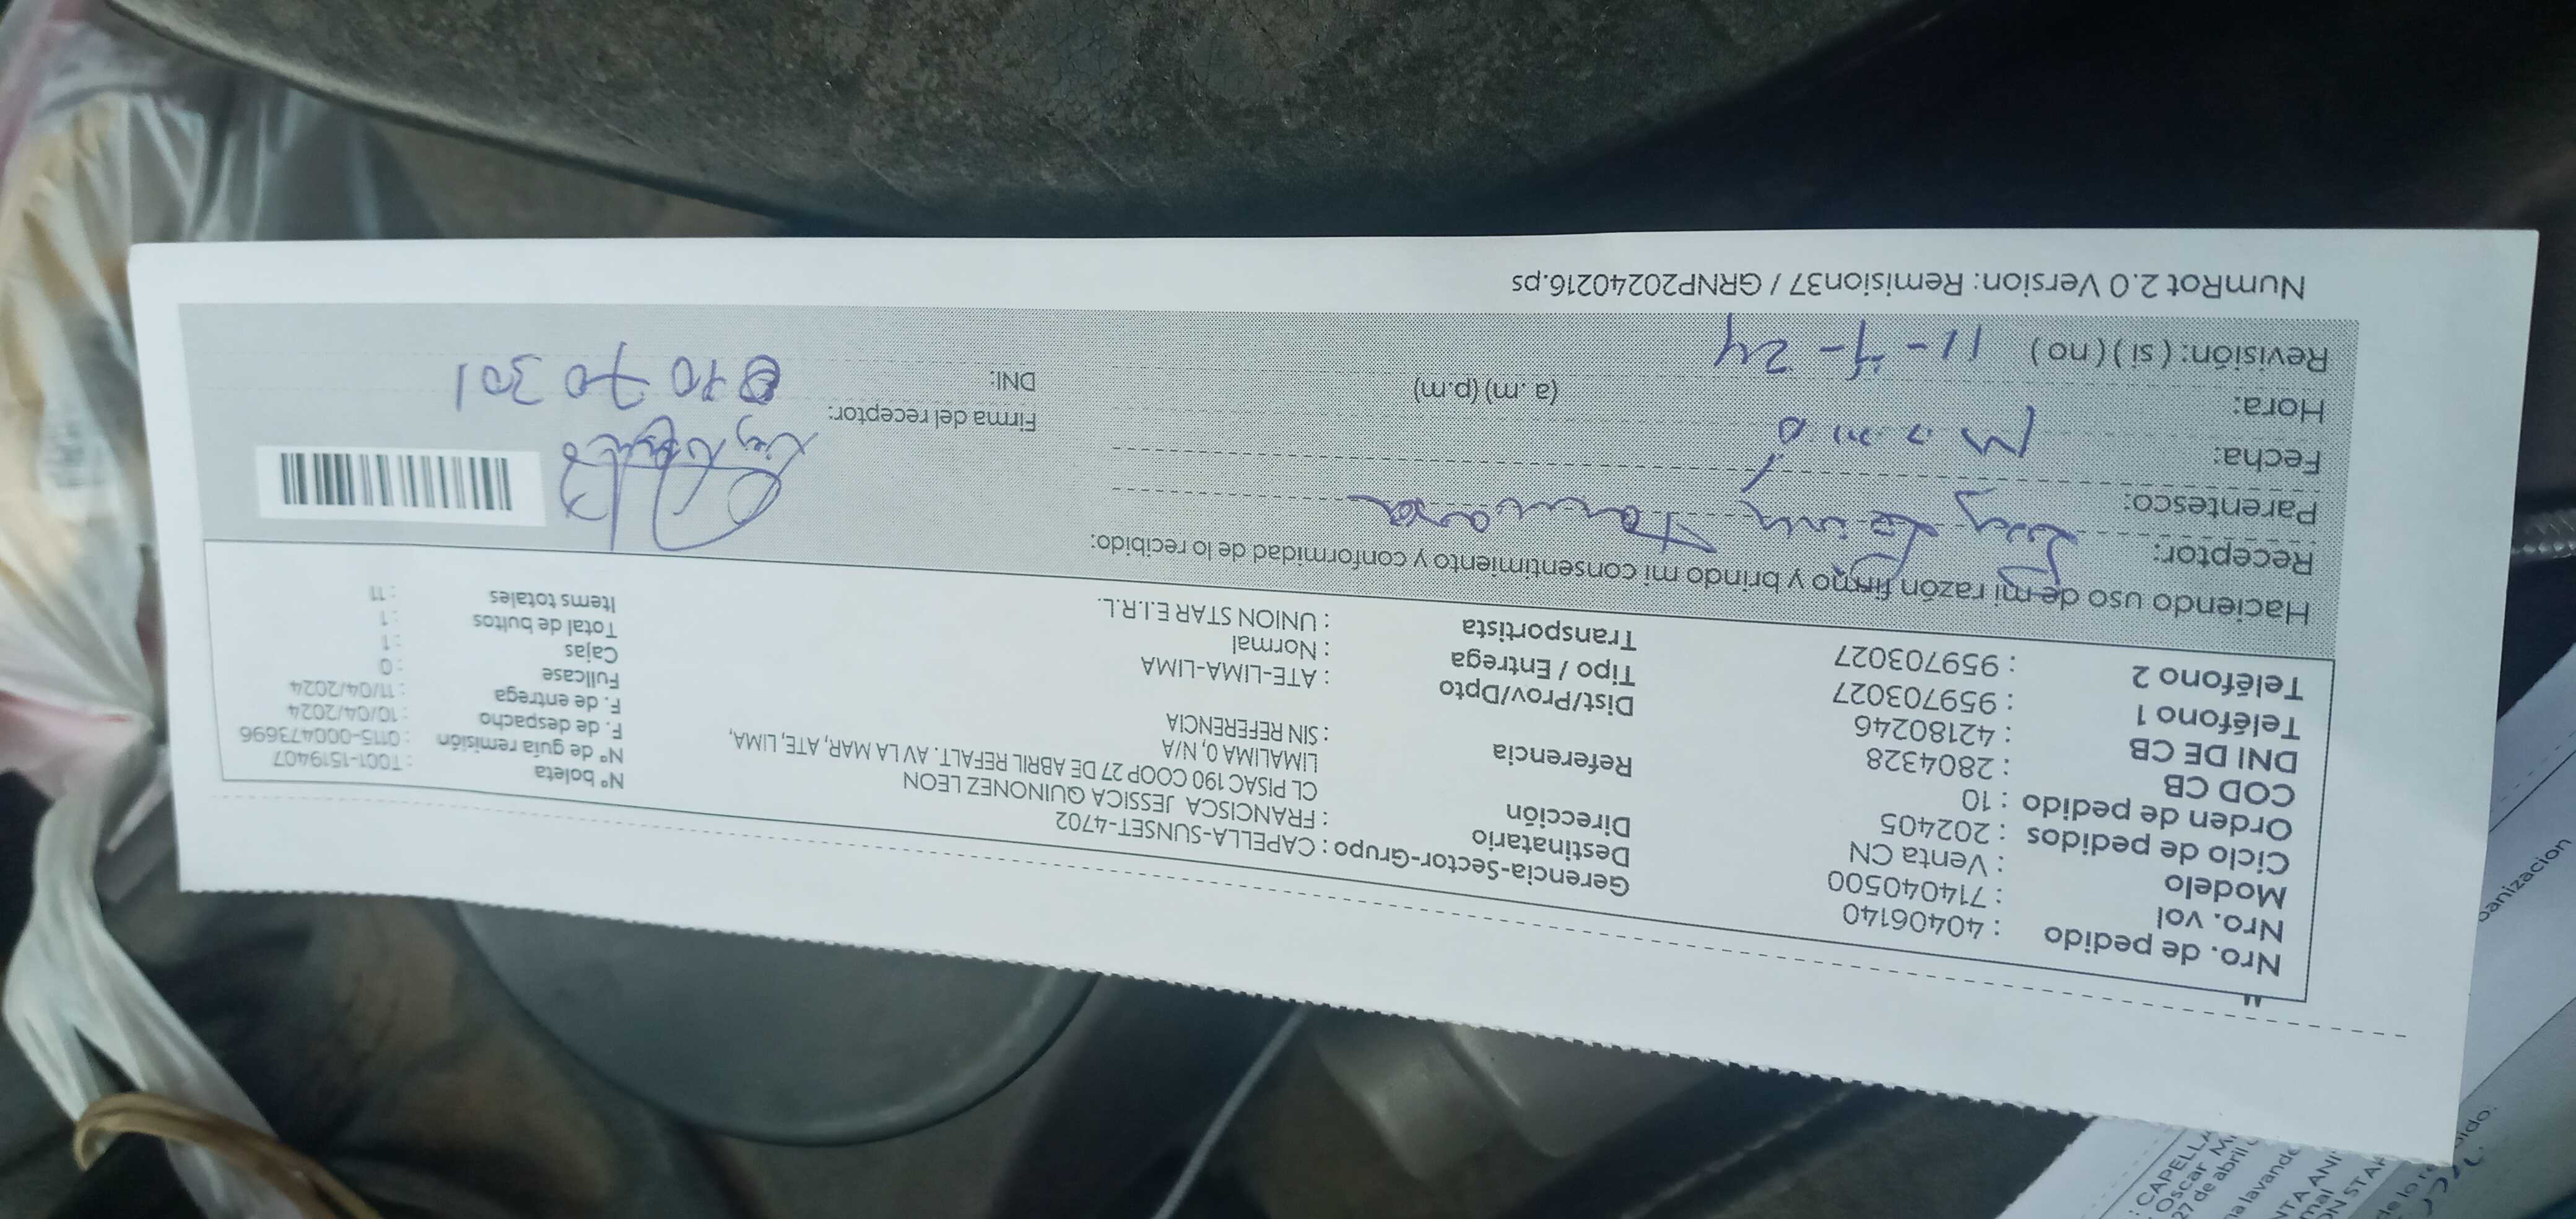 Nro. de pedido : 40406140
Nro. vol : 714040500
Modelo : Venta CN
Ciclo de pedidos : 202405
Orden de pedido : 10
COD CB : 2804328
DNI DE CB : 42180246
Teléfono 1 : 959703027
Teléfono 2 : 959703027
Gerencia-Sector-Grupo : CAPELLA-SUNSET-4702
Destinatario : FRANCISCA JESSICA QUINONEZ LEON
Dirección CL PISAC 190 COOP 27 DE ABRIL REFALT. AV LA MAR, ATE, LIMA,
LIMALIMA 0, N/A
Referencia : SIN REFERENCIA
Dist/Prov/Dpto : ATE-LIMA-LIMA
Tipo / Entrega : Normal
Transportista : UNION STAR E.I.R.L.
Nº boleta : T001-1519407
Nº de guía remisión : 0115-000473696
F. de despacho : 10/04/2024
F. de entrega : 11/04/2024
Fullcase : 0
Cajas : 1
Total de bultos : 1
Items totales : 11
Haciendo uso de mi razón firmo y brindo mi consentimiento y conformidad de lo recibido:
Receptor:
Parentesco:
Fecha:
Hora: (a. m) (p.m)
Revisión: ( si ) ( no ) 11-4-24
Firma del receptor:
DNI:
NumRot 2.0 Version: Remision37 / GRNP20240216.ps
anizacion
: CAPELLA
: Oscar
27 de abril